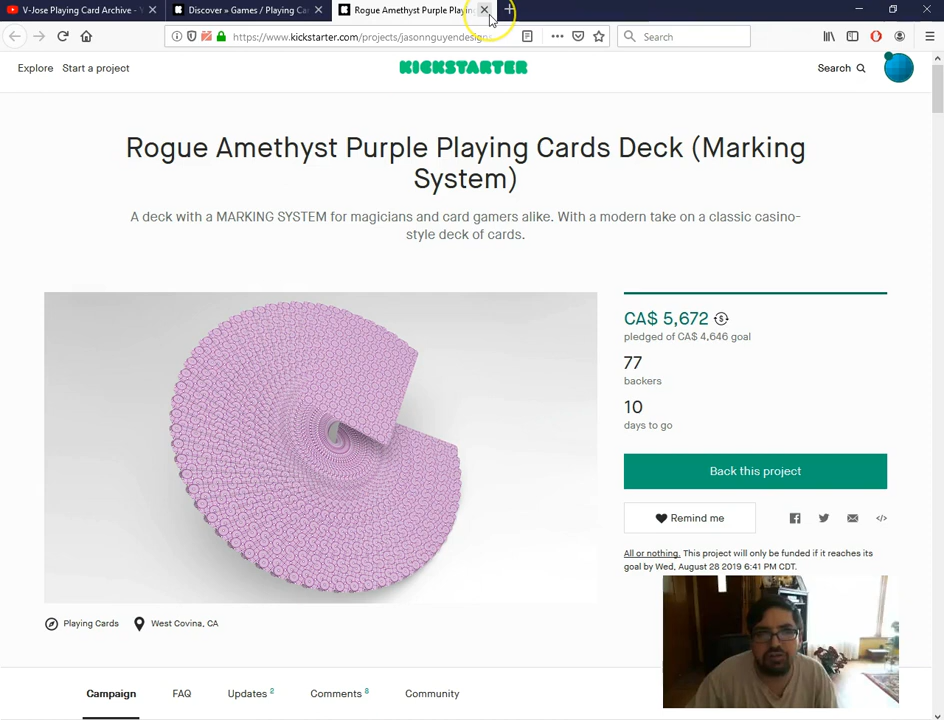 V-Jose Playing Card Archive - Y
Discover » Games / Playing Ca
Rogue Amethyst Purple Playin
https://www.kickstarter.com/projects/jasonnguyendesign
Search
Explore
Start a project
KICKSTARTER
Search
Rogue Amethyst Purple Playing Cards Deck (Marking
System)
A deck with a MARKING SYSTEM for magicians and card gamers alike. With a modern take on a classic casino-
style deck of cards.
CA$ 5,672
pledged of CA$ 4,646 goal
77
backers
10
days to go
Back this project
Remind me
All or nothing. This project will only be funded if it reaches its
goal by Wed, August 28 2019 6:41 PM CDT.
Playing Cards
West Covina, CA
Campaign
FAQ
Updates 2
Comments 8
Community